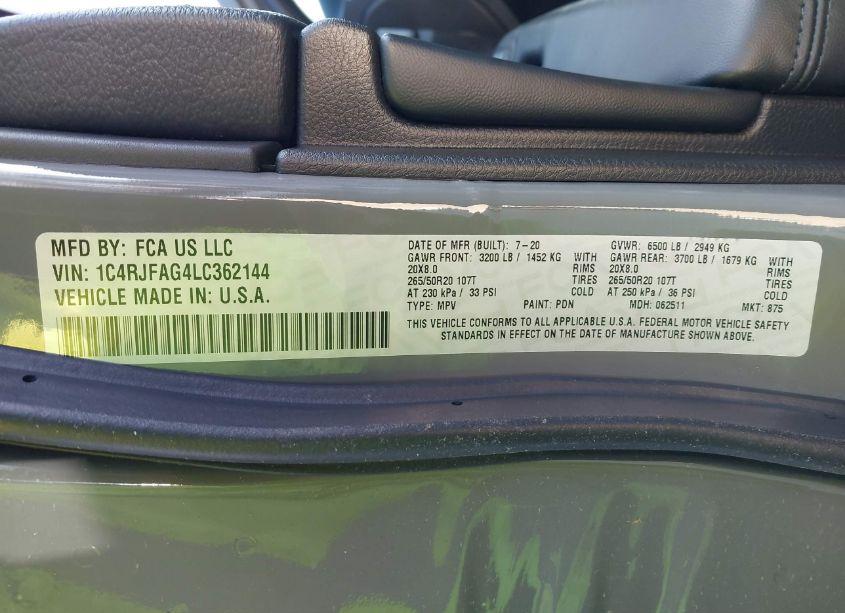 MFD BY: FCA US LLC
VIN: 1C4RJFAG4LC362144
VEHICLE MADE IN: U.S.A.
DATE OF MFR (BUILT): 7-20 GVWR: 6500 LB / 2949 KG
GAWR FRONT: 3200 LB / 1452 KG WITH GAWR REAR: 3700 LB / 1679 KG WITH
20X8.0 RIMS 20X8.0 RIMS
265/50R20 107T TIRES 265/50R20 107T TIRES
AT 230 kPa / 33 PSI COLD AT 250 kPa / 36 PSI COLD
TYPE: MPV PAINT: PDN MDH: 062511 MKT: 875
THIS VEHICLE CONFORMS TO ALL APPLICABLE U.S.A. FEDERAL MOTOR VEHICLE SAFETY
STANDARDS IN EFFECT ON THE DATE OF MANUFACTURE SHOWN ABOVE.